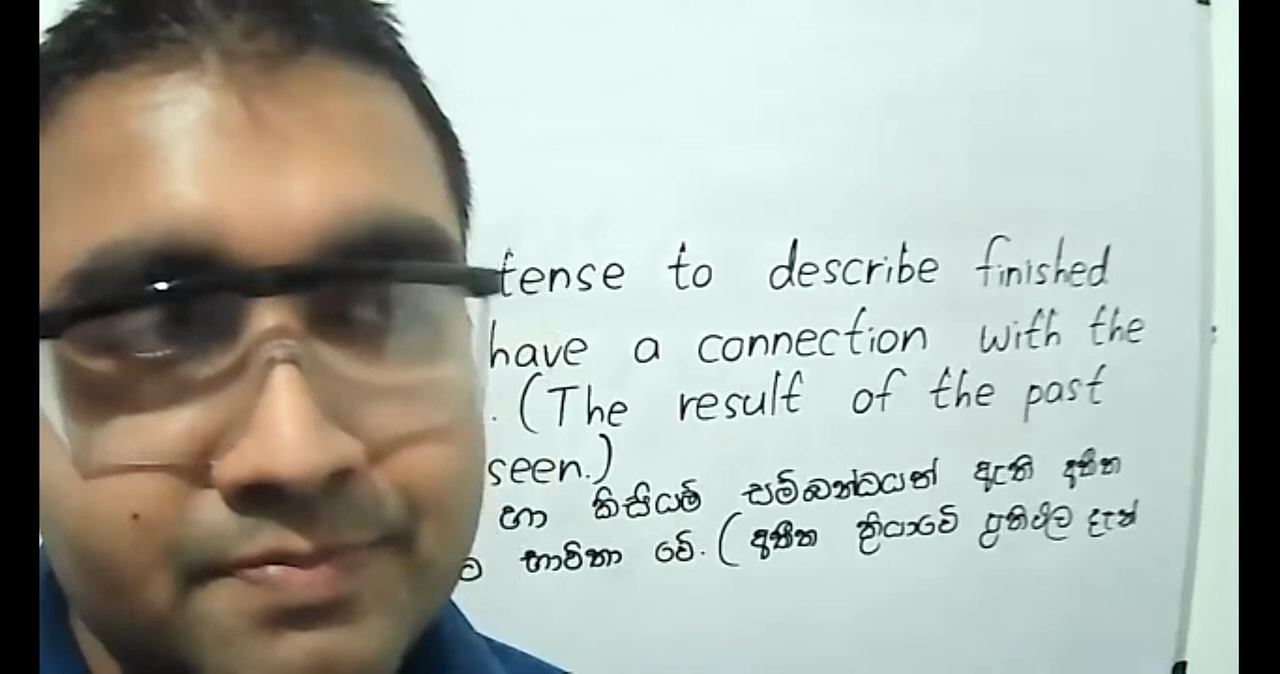 tense to describe finished
have a connection with the
. (The result of the past
seen.)
හා කිසියම් සම්බන්ධයක් ඇති අතීත
ට භාවිතා වේ. (අතීත ක්‍රියාවේ ප්‍රතිඵල දැන්